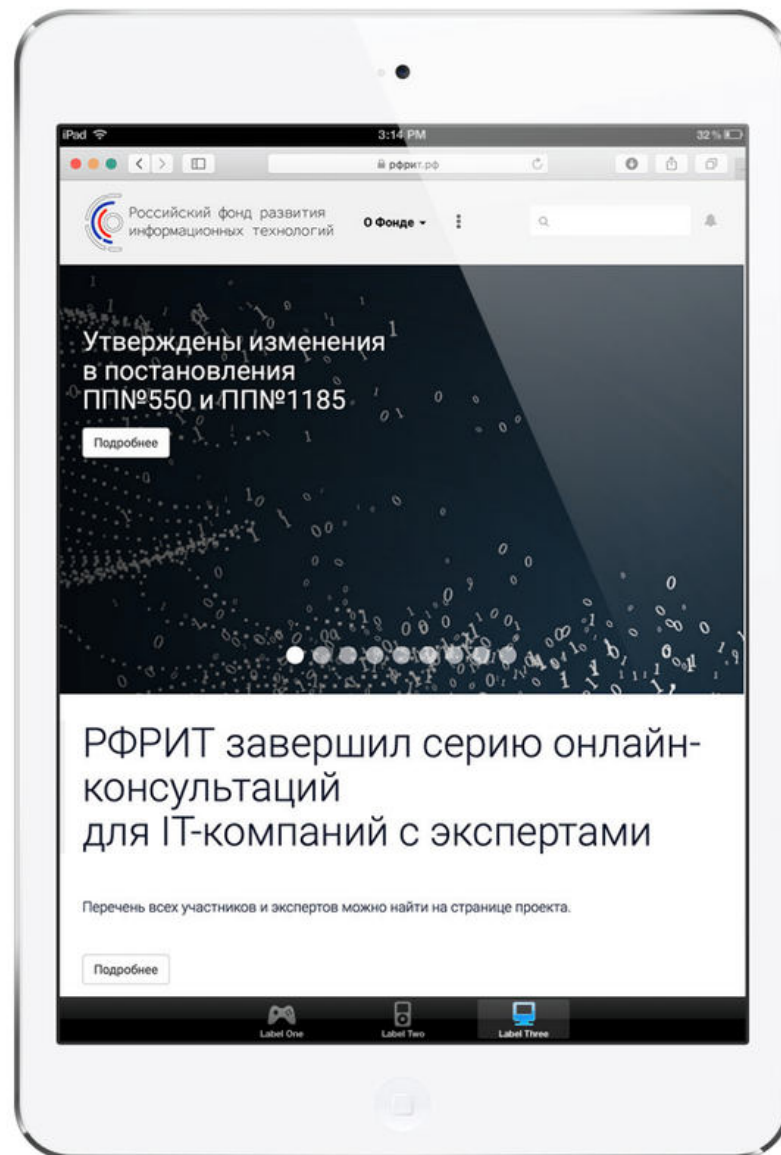 iPad 3:14 PM 32 %
рфрит.рф
Российский фонд развития
информационных технологий
О Фонде
Утверждены изменения
в постановления
ПП№550 и ПП№1185
Подробнее
РФРИТ завершил серию онлайн-
консультаций
для IT-компаний с экспертами
Перечень всех участников и экспертов можно найти на странице проекта.
Подробнее
Label One Label Two Label Three